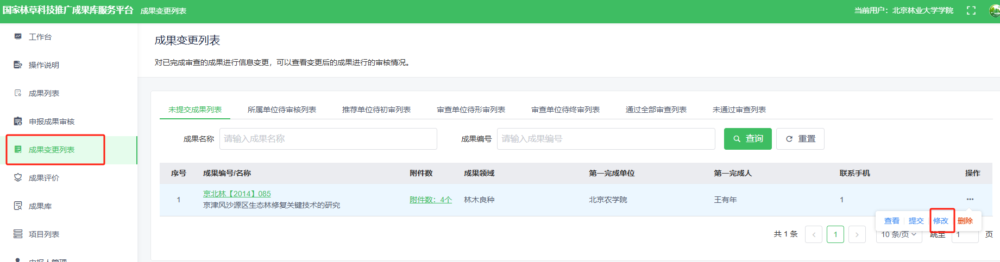 国家林草科技推广成果库服务平台 成果变更列表 当前用户：北京林业大学学院
工作台
操作说明
成果列表
申报成果审核
成果变更列表
成果评价
成果库
项目列表
申报人管理
成果变更列表
对已完成审查的成果进行信息变更，可以查看变更后的成果进行的审核情况。
未提交成果列表 所属单位待审核列表 推荐单位待初审列表 审查单位待形审列表 审查单位待终审列表 通过全部审查列表 未通过审查列表
成果名称 请输入成果名称 成果编号 请输入成果编号 查询 重置
序号 成果编号/名称 附件数 成果领域 第一完成单位 第一完成人 联系手机 操作
1 京北林【2014】085 附件数：4个 林木良种 北京农学院 王有年 1 ···
京津风沙源区生态林修复关键技术的研究
查看 提交 修改 删除
共 1 条 < 1 > 10 条/页 跳至 1 页